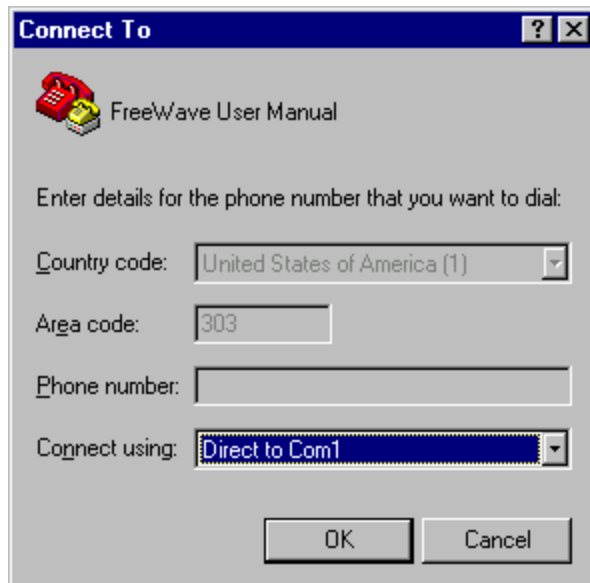 Connect To
FreeWave User Manual
Enter details for the phone number that you want to dial:
Country code: United States of America (1)
Area code: 303
Phone number:
Connect using: Direct to Com1
OK Cancel